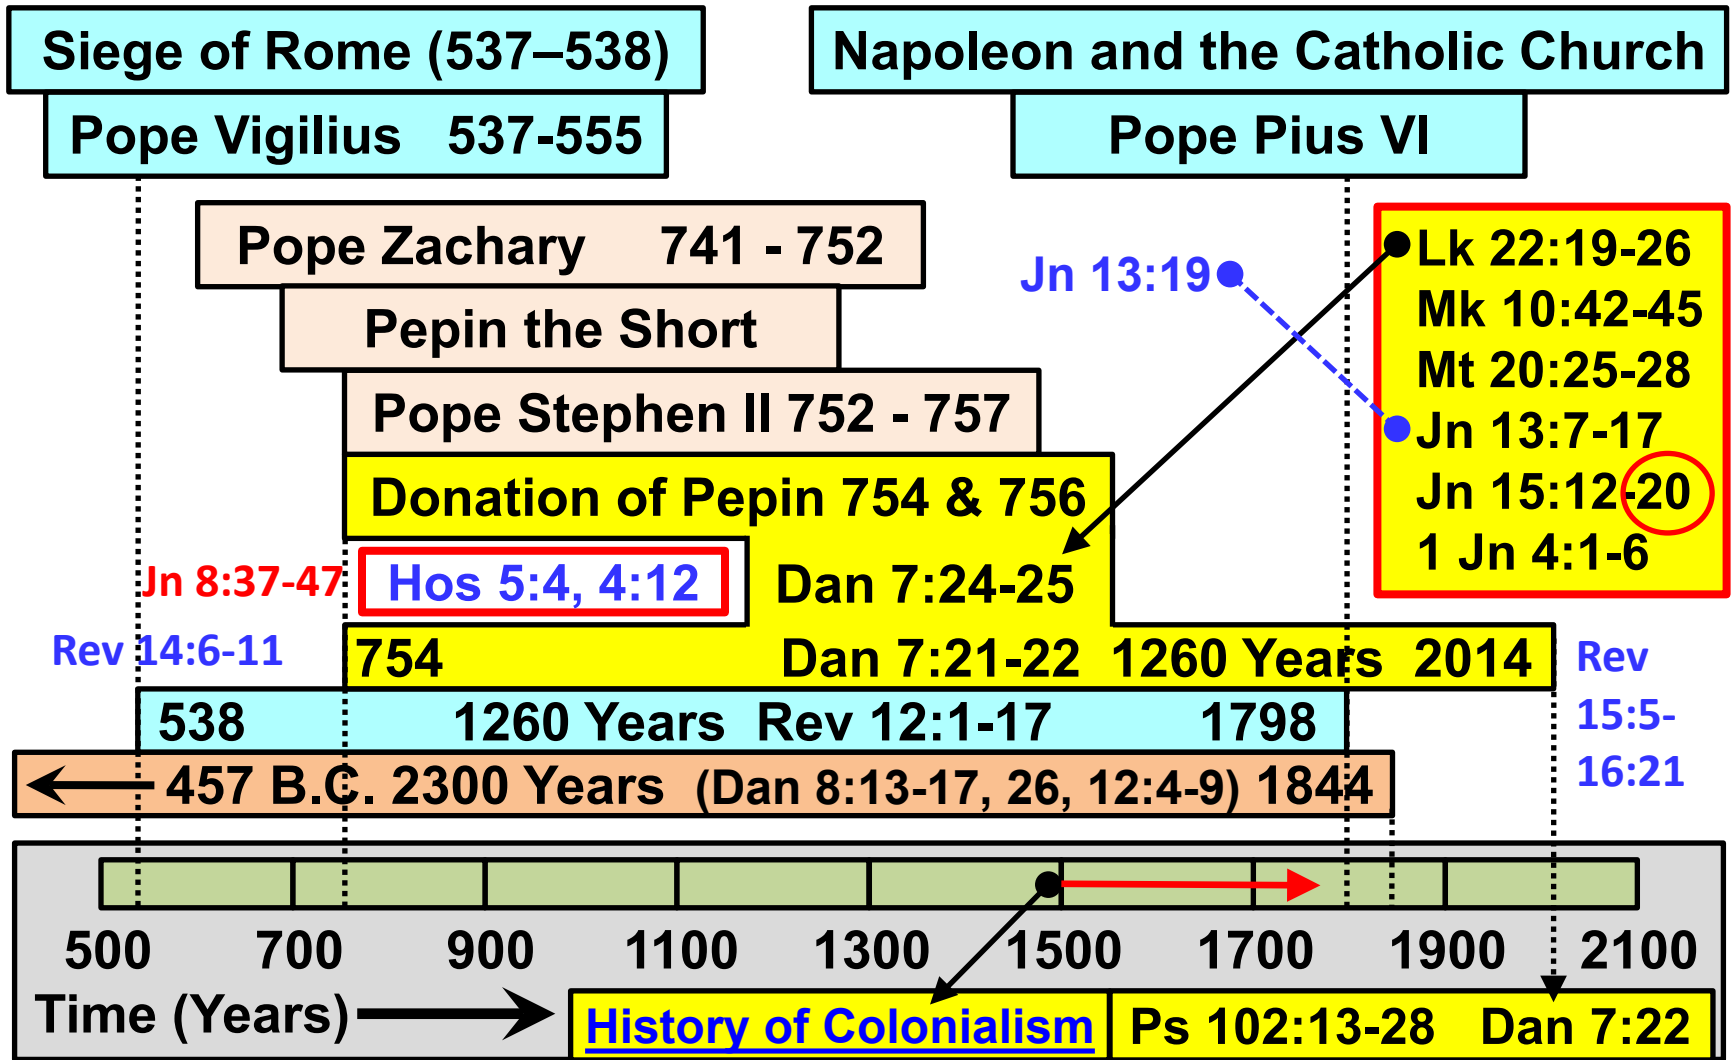 Siege of Rome (537–538)
Napoleon and the Catholic Church
Pope Vigilius 537-555
Pope Pius VI
Pope Zachary 741 - 752
Pepin the Short
Pope Stephen II 752 - 757
Donation of Pepin 754 & 756
Jn 13:19
Lk 22:19-26
Mk 10:42-45
Mt 20:25-28
Jn 13:7-17
Jn 15:12-20
1 Jn 4:1-6
Jn 8:37-47
Hos 5:4, 4:12
Dan 7:24-25
Rev 14:6-11
754 Dan 7:21-22 1260 Years 2014
Rev
15:5-
16:21
538 1260 Years Rev 12:1-17 1798
457 B.C. 2300 Years (Dan 8:13-17, 26, 12:4-9) 1844
500 700 900 1100 1300 1500 1700 1900 2100
Time (Years)
History of Colonialism
Ps 102:13-28 Dan 7:22